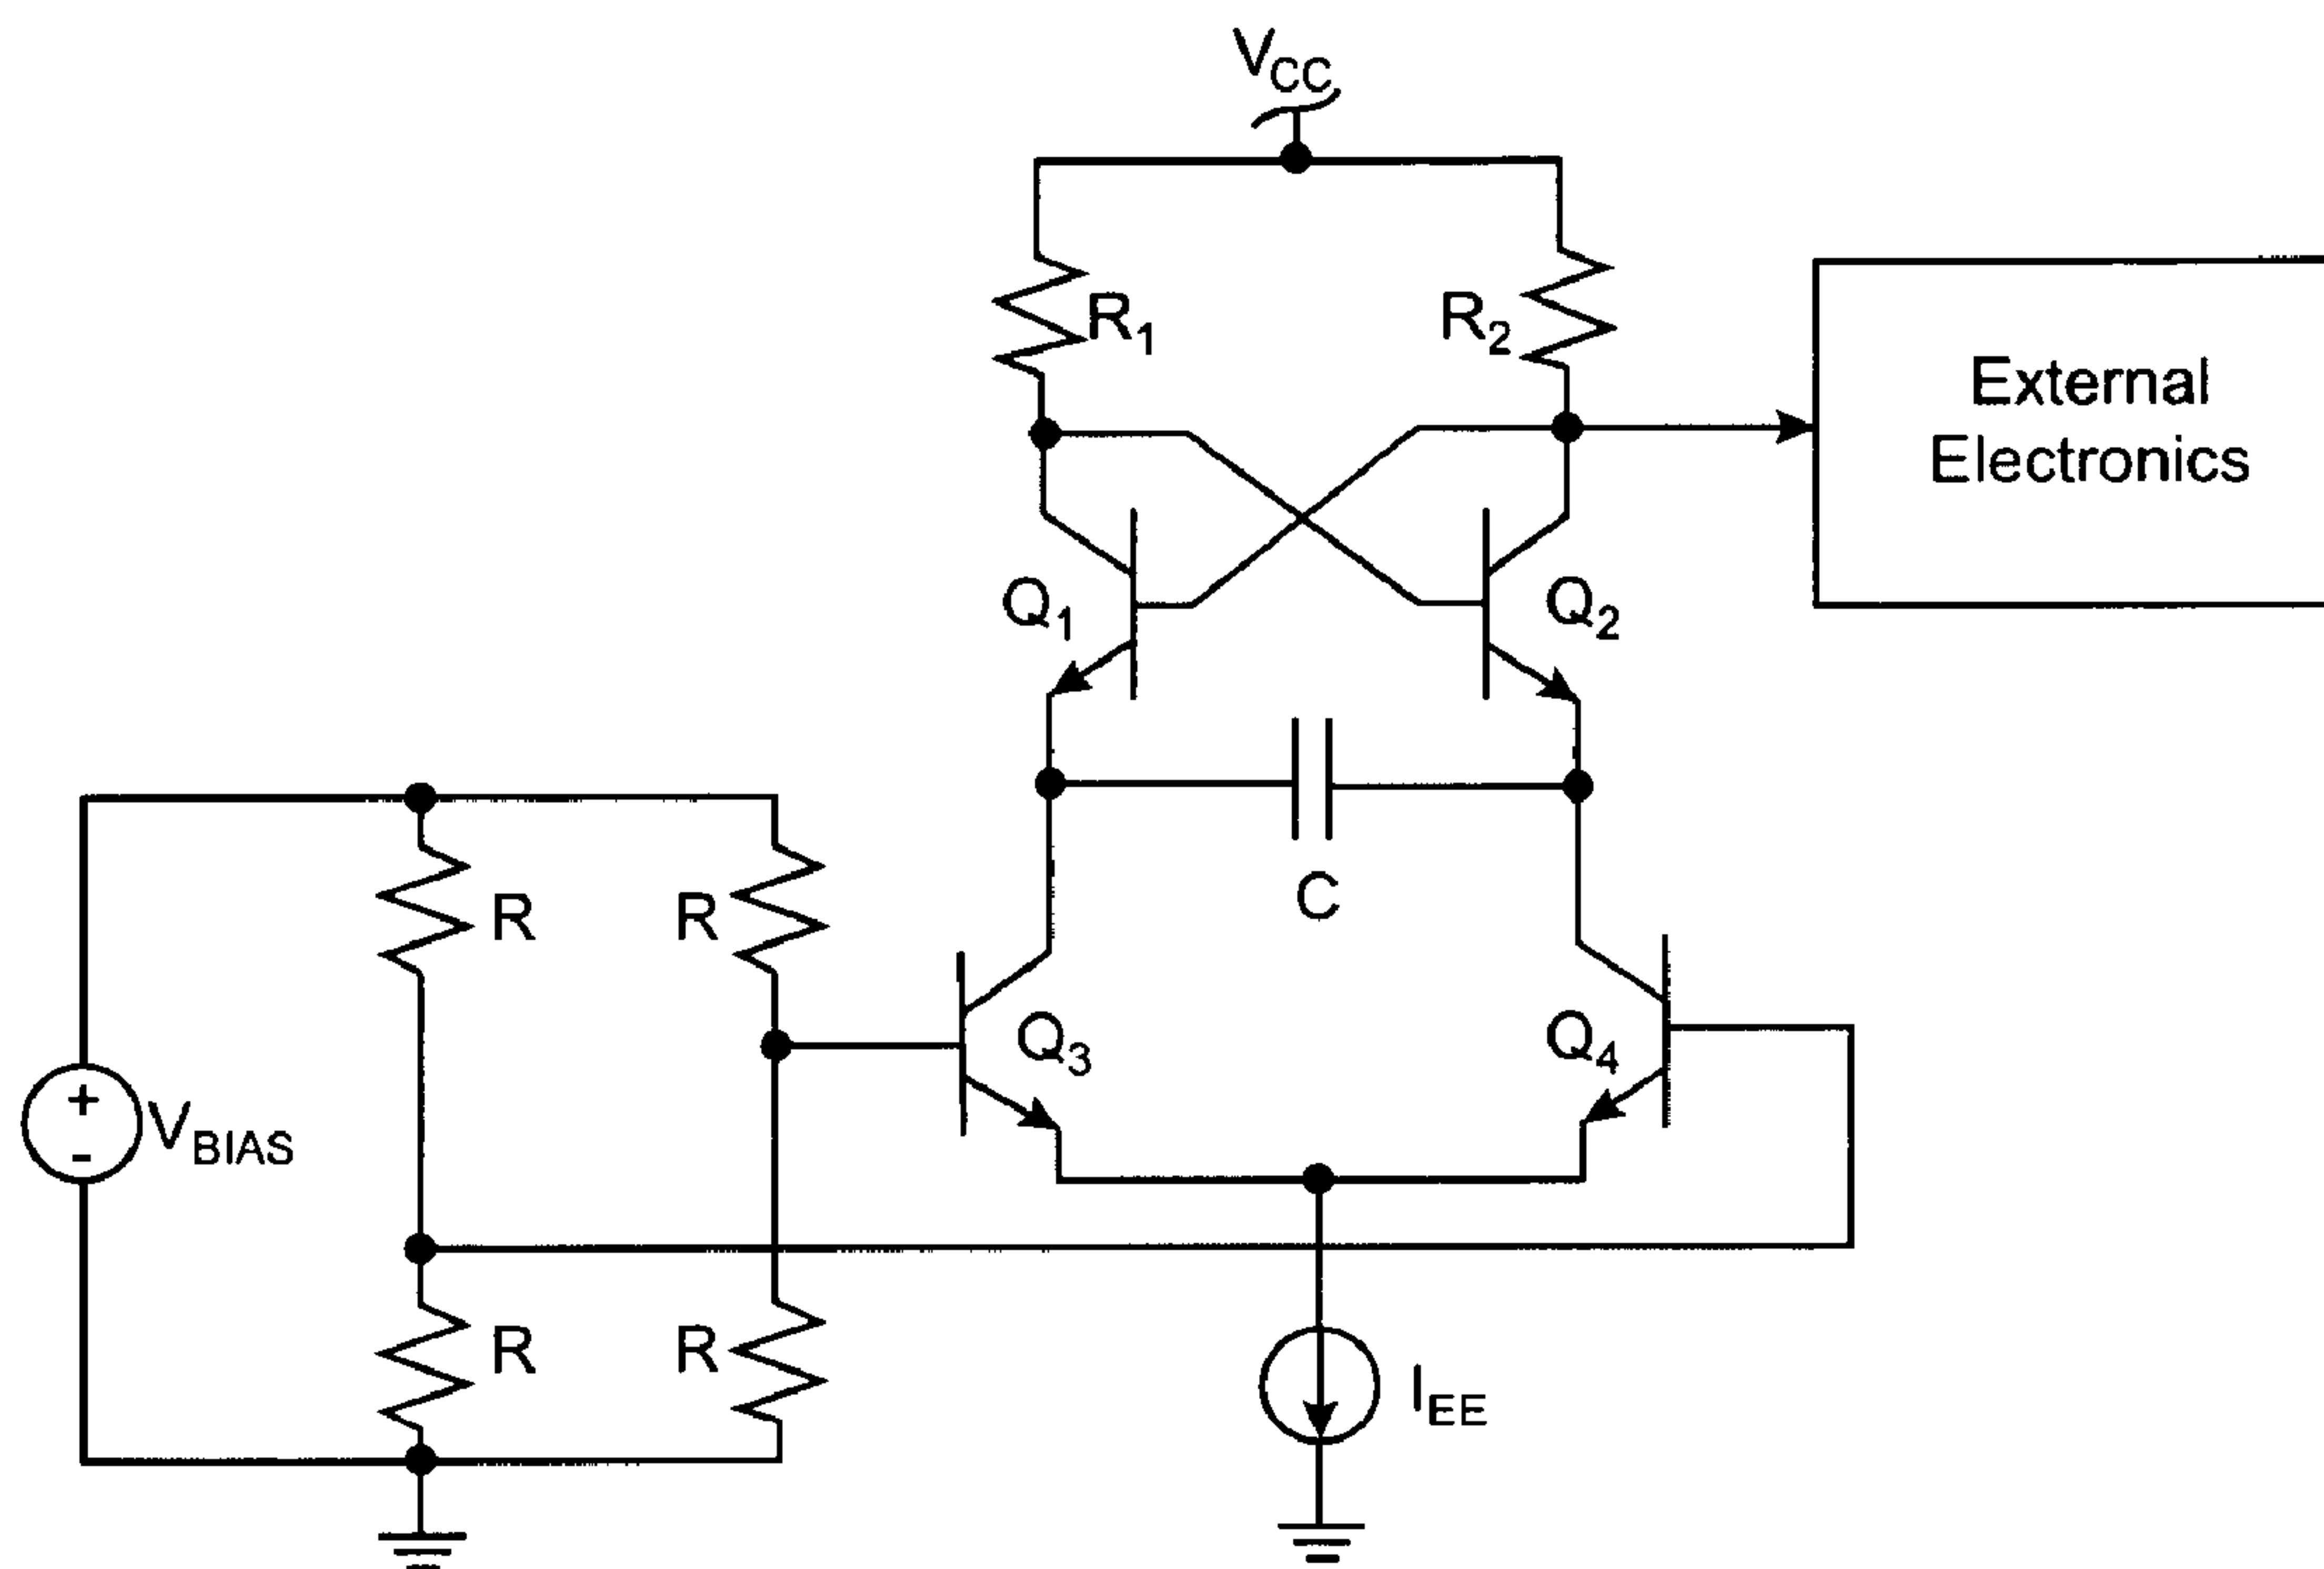 VCC
R1
R2
External
Electronics
Q1
Q2
C
R
R
Q3
Q4
+
-
VBIAS
R
R
IEE